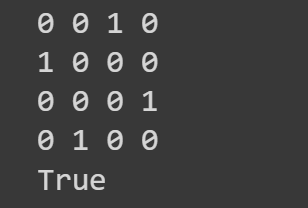 0 0 1 0
1 0 0 0
0 0 0 1
0 1 0 0
True